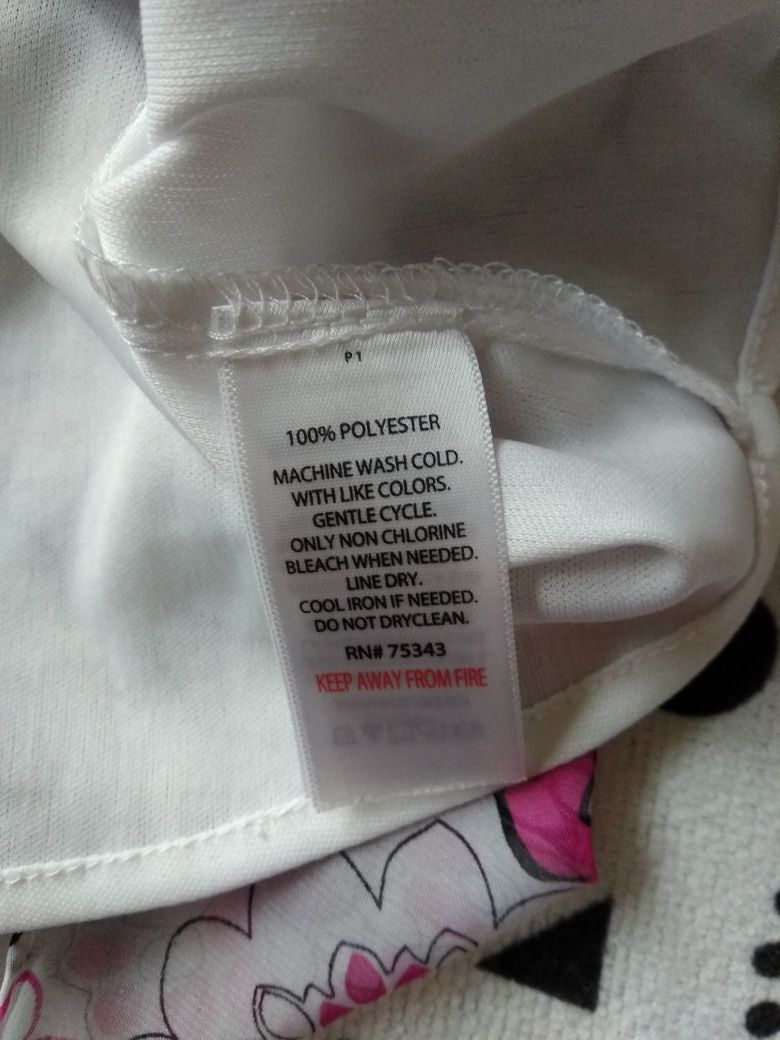 P1
100% POLYESTER
MACHINE WASH COLD.
WITH LIKE COLORS.
GENTLE CYCLE.
ONLY NON CHLORINE
BLEACH WHEN NEEDED.
LINE DRY.
COOL IRON IF NEEDED.
DO NOT DRYCLEAN.
RN# 75343
KEEP AWAY FROM FIRE